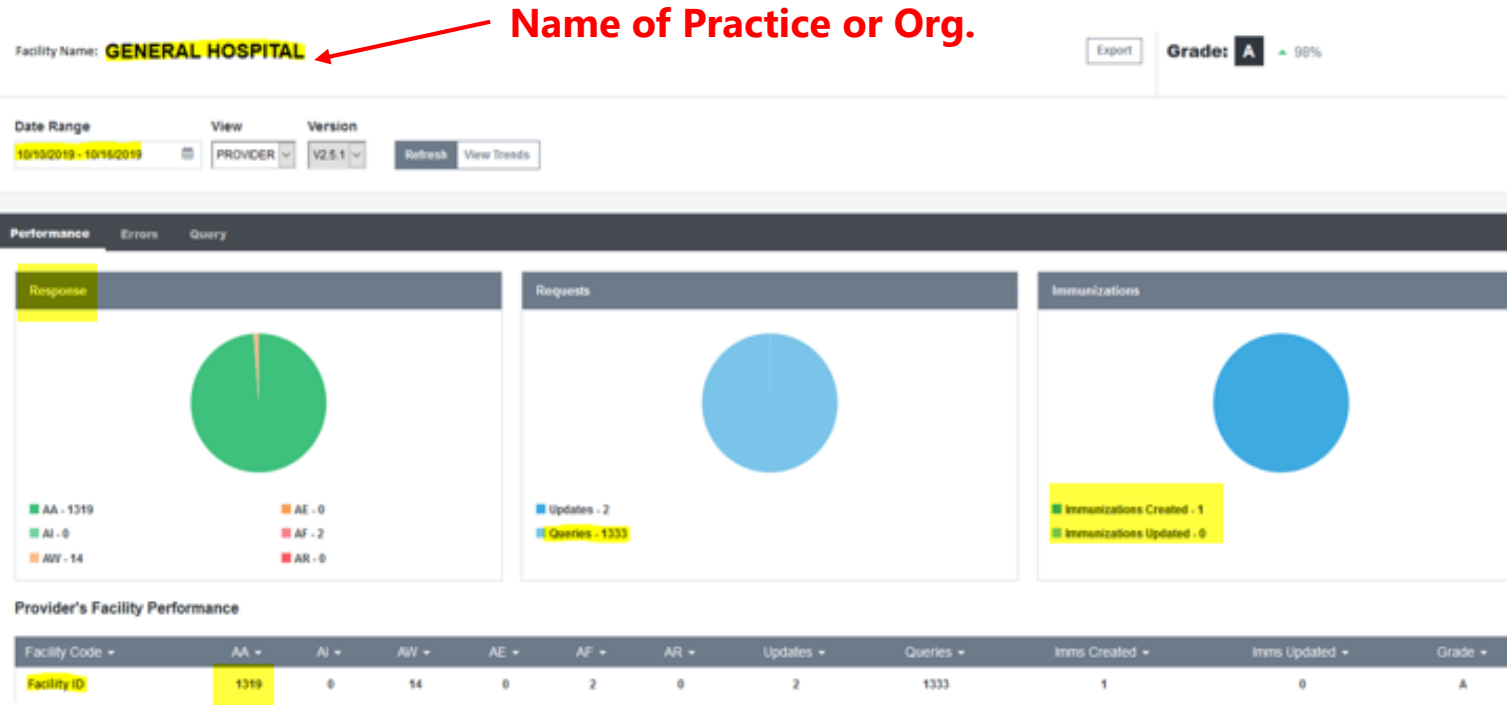 Name of Practice or Org.
Facility Name: GENERAL HOSPITAL
Export
Grade: A 98%
Date Range View Version
10/10/2019 - 10/16/2019 PROVIDER V2.5.1 Refresh View Trends
Performance Errors Query
Response
AA - 1319 AE - 0
AI - 0 AF - 2
AW - 14 AR - 0
Requests
Updates - 2
Queries - 1333
Immunizations
Immunizations Created - 1
Immunizations Updated - 0
Provider's Facility Performance
Facility Code AA AI AW AE AF AR Updates Queries Imms Created Imms Updated Grade
Facility ID 1319 0 14 0 2 0 2 1333 1 0 A